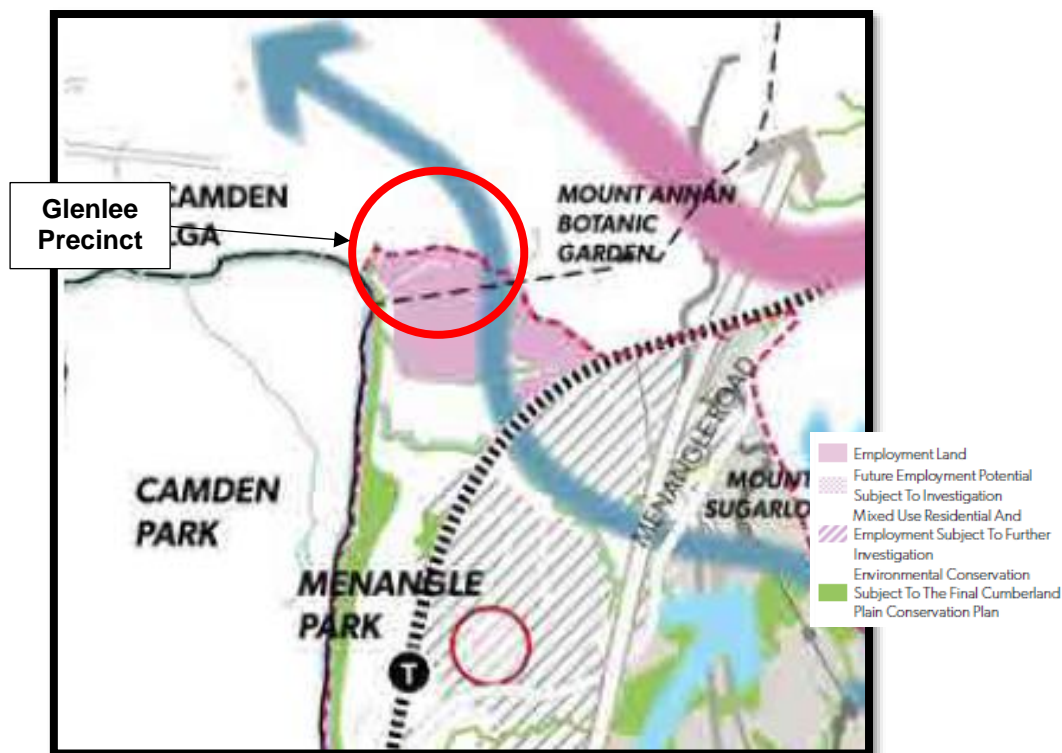 Glenlee
Precinct
CAMDEN
LGA
MOUNT ANNAN
BOTANIC
GARDEN
MENANGLE ROAD
CAMDEN
PARK
MOUNT
SUGARLO
MENANGLE
PARK
T
Employment Land
Future Employment Potential
Subject To Investigation
Mixed Use Residential And
Employment Subject To Further
Investigation
Environmental Conservation
Subject To The Final Cumberland
Plain Conservation Plan